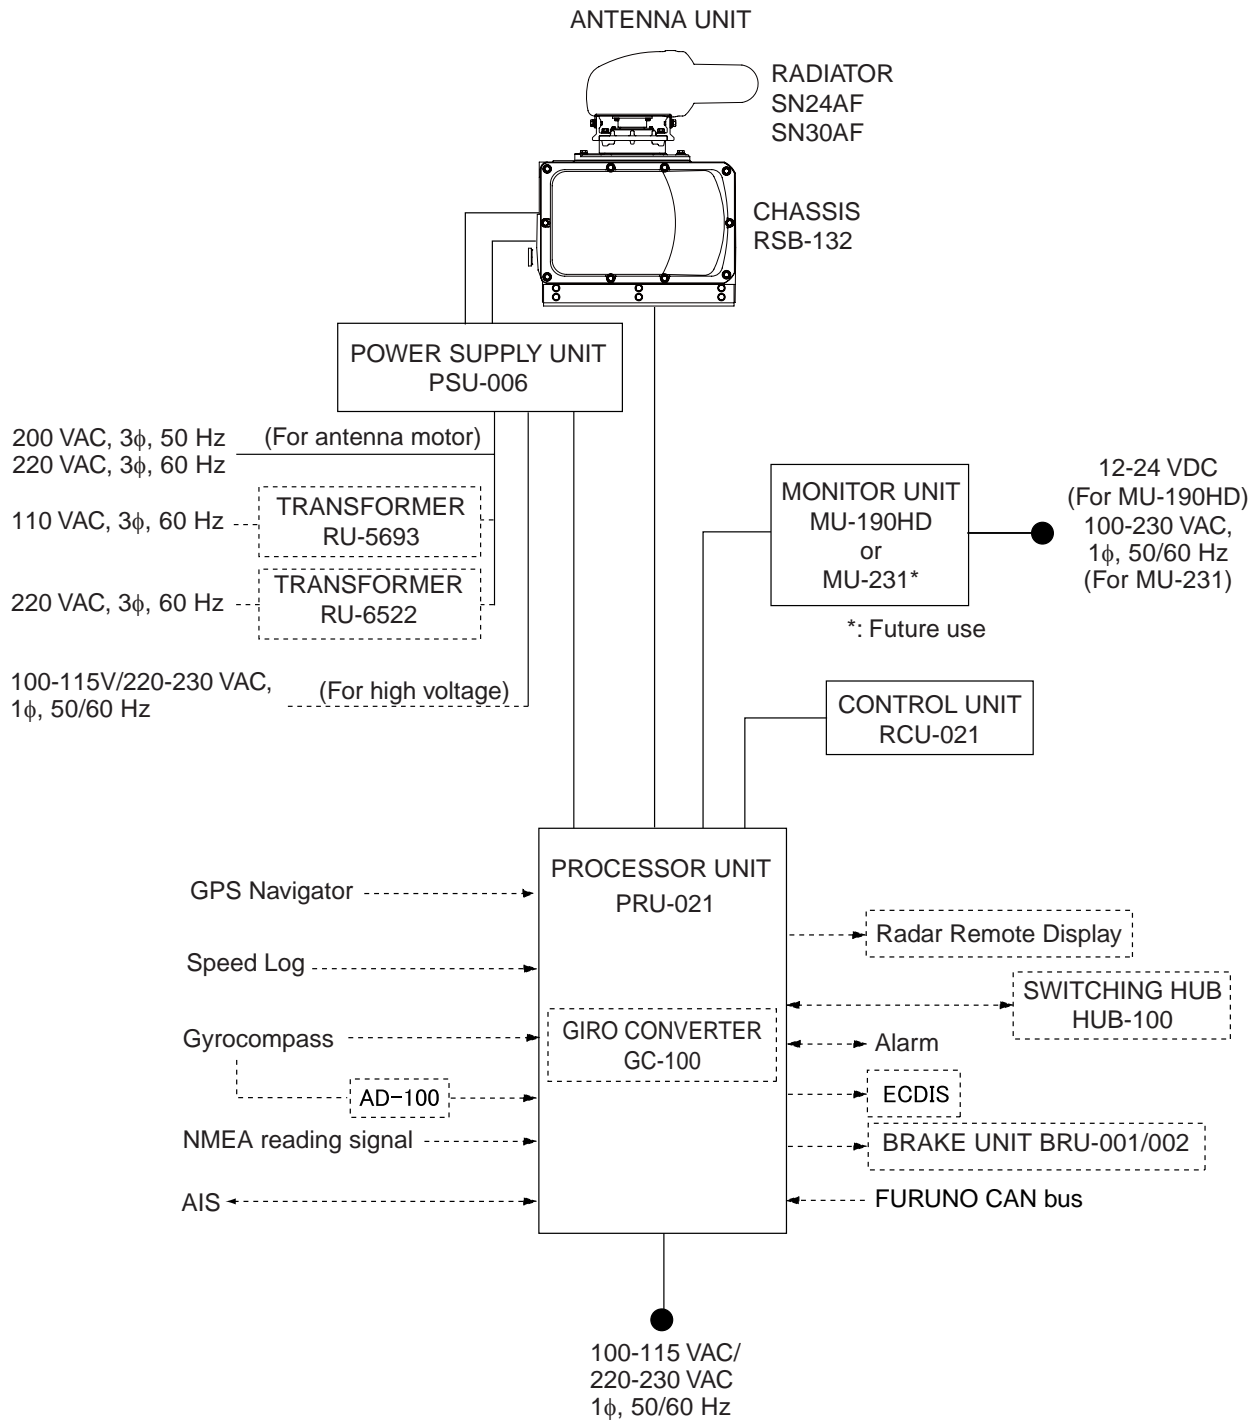 ANTENNA UNIT
RADIATOR
SN24AF
SN30AF
CHASSIS
RSB-132
POWER SUPPLY UNIT
PSU-006
200 VAC, 3ϕ, 50 Hz
220 VAC, 3ϕ, 60 Hz
(For antenna motor)
110 VAC, 3ϕ, 60 Hz
TRANSFORMER
RU-5693
220 VAC, 3ϕ, 60 Hz
TRANSFORMER
RU-6522
100-115V/220-230 VAC,
1ϕ, 50/60 Hz
(For high voltage)
MONITOR UNIT
MU-190HD
or
MU-231*
*: Future use
12-24 VDC
(For MU-190HD)
100-230 VAC,
1ϕ, 50/60 Hz
(For MU-231)
CONTROL UNIT
RCU-021
PROCESSOR UNIT
PRU-021
GIRO CONVERTER
GC-100
GPS Navigator
Speed Log
Gyrocompass
AD-100
NMEA reading signal
AIS
Radar Remote Display
SWITCHING HUB
HUB-100
Alarm
ECDIS
BRAKE UNIT BRU-001/002
FURUNO CAN bus
100-115 VAC/
220-230 VAC
1ϕ, 50/60 Hz